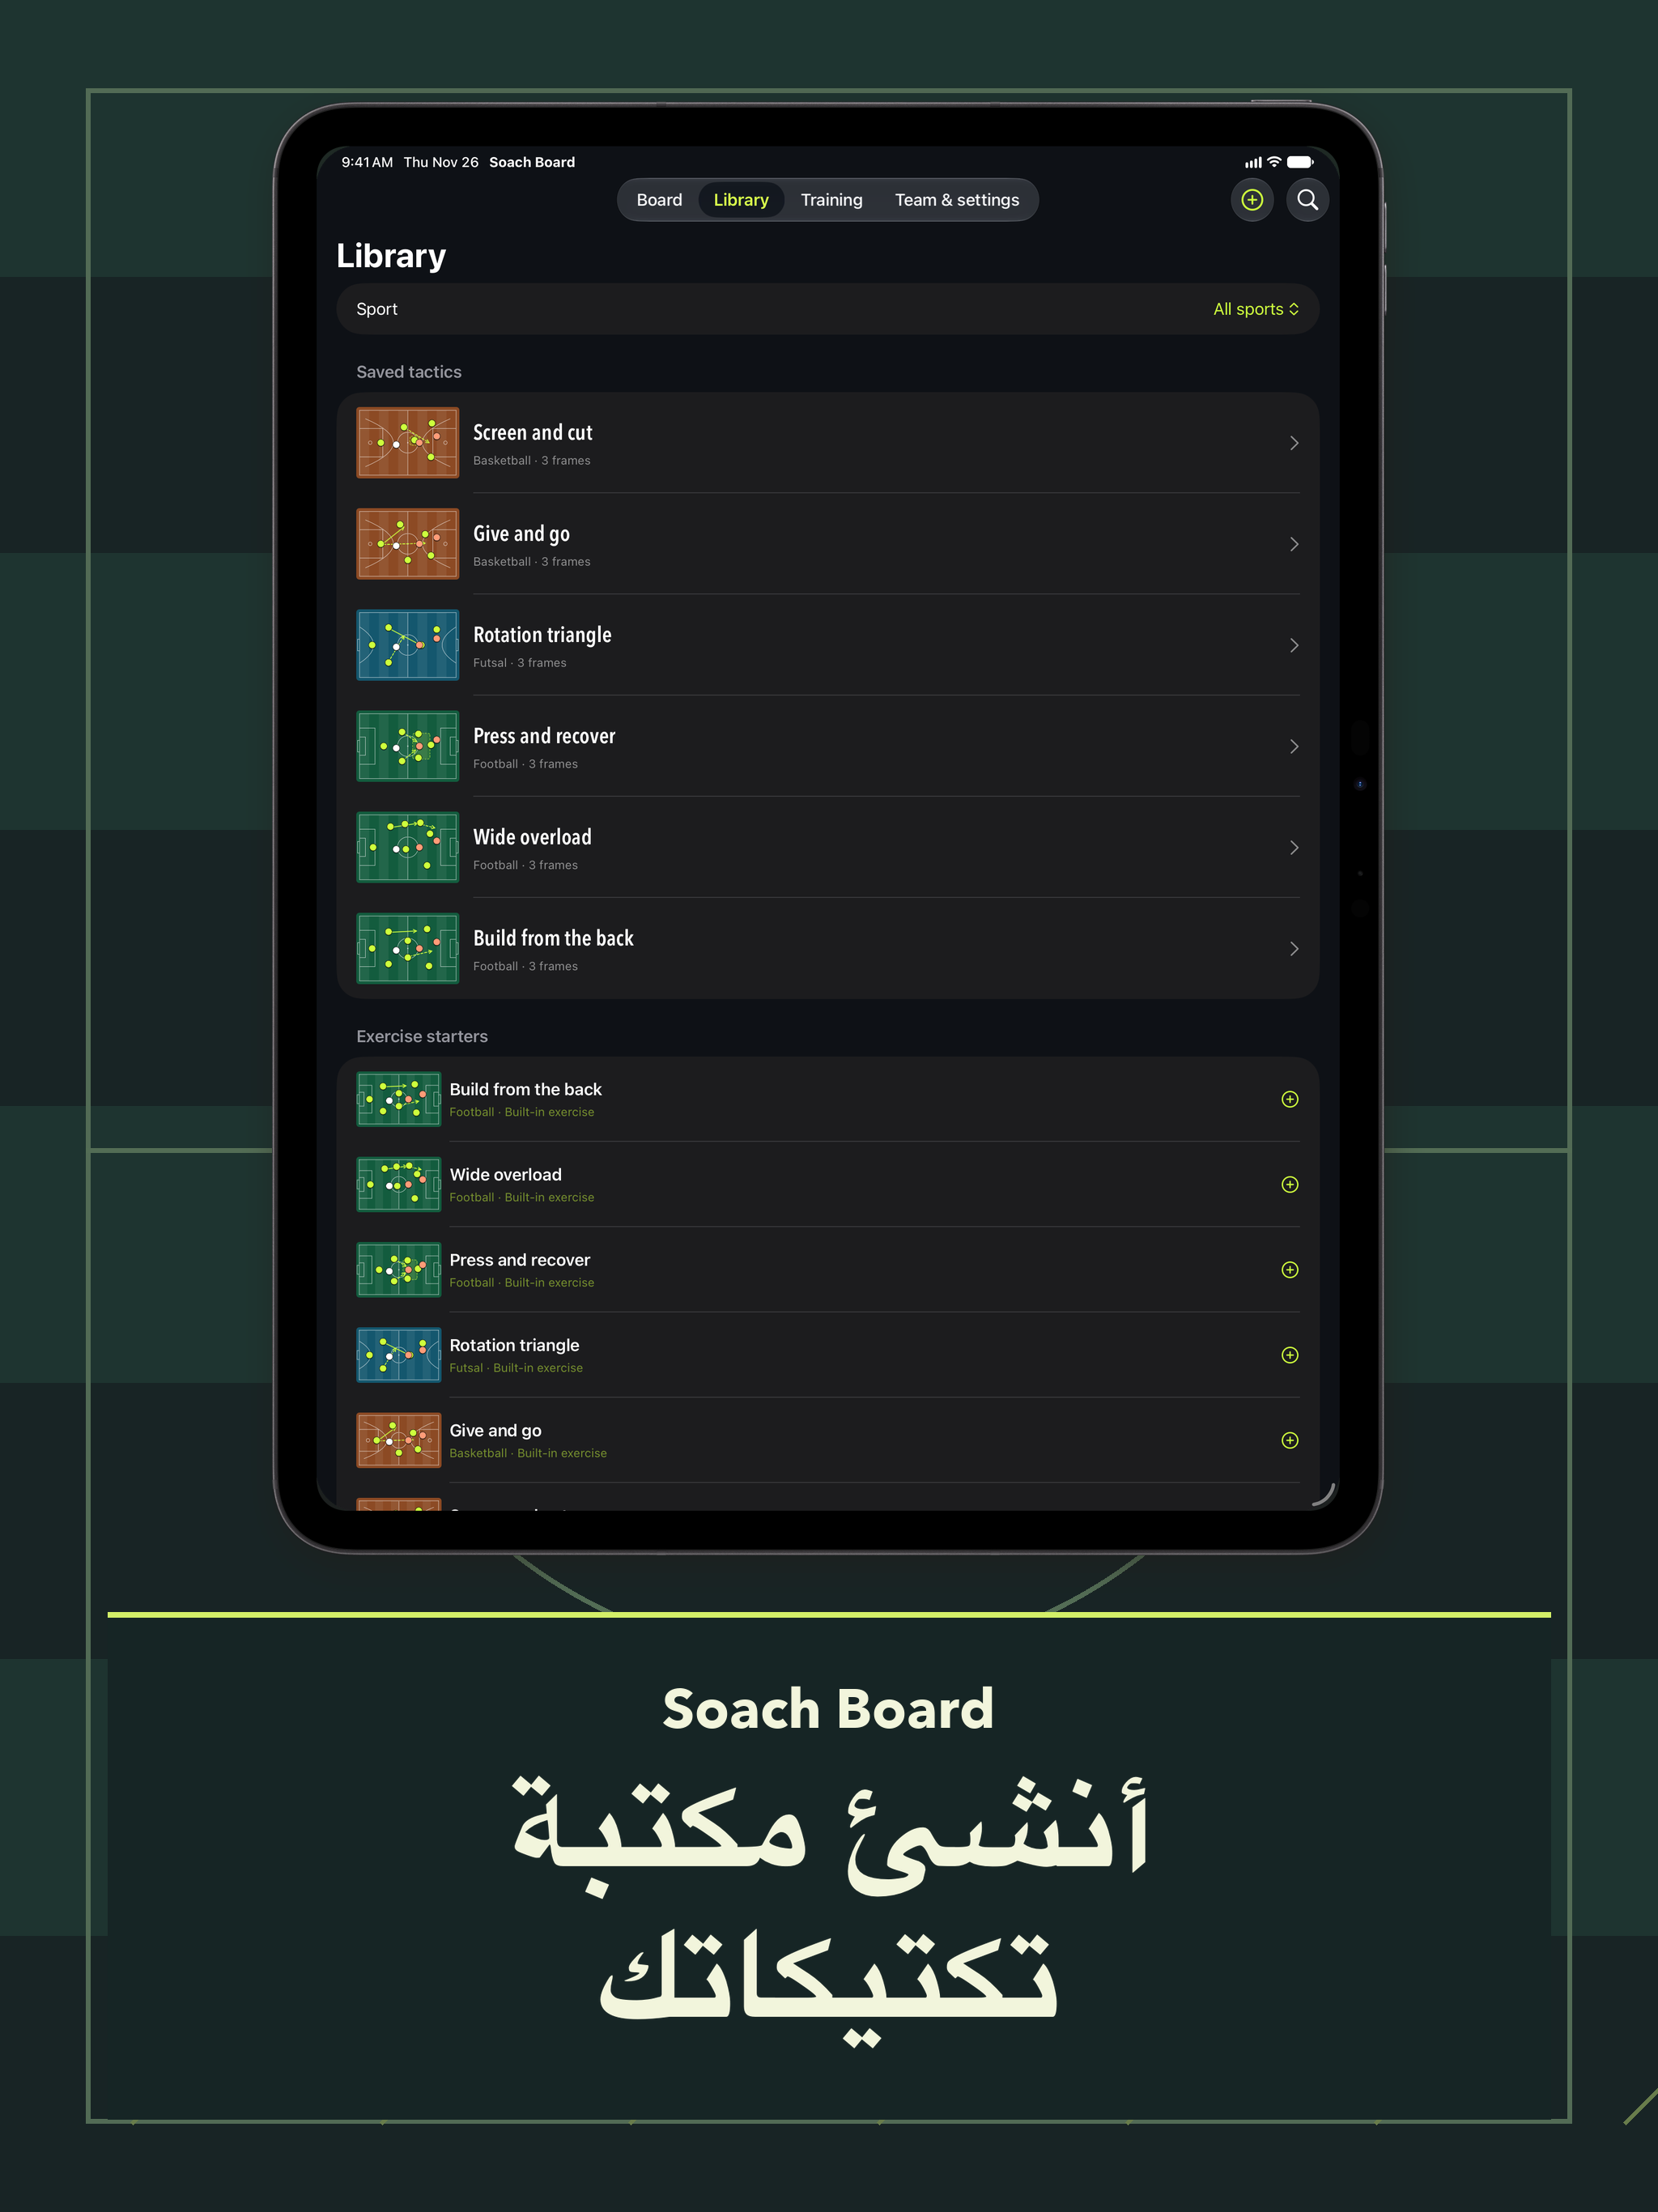 9:41 AM Thu Nov 26 Soach Board
Board Library Training Team & settings
Library
Sport All sports
Saved tactics
Screen and cut
Basketball · 3 frames
Give and go
Basketball · 3 frames
Rotation triangle
Futsal · 3 frames
Press and recover
Football · 3 frames
Wide overload
Football · 3 frames
Build from the back
Football · 3 frames
Exercise starters
Build from the back
Football · Built-in exercise
Wide overload
Football · Built-in exercise
Press and recover
Football · Built-in exercise
Rotation triangle
Futsal · Built-in exercise
Give and go
Basketball · Built-in exercise
Soach Board
أنشئ مكتبة
تكتيكاتك